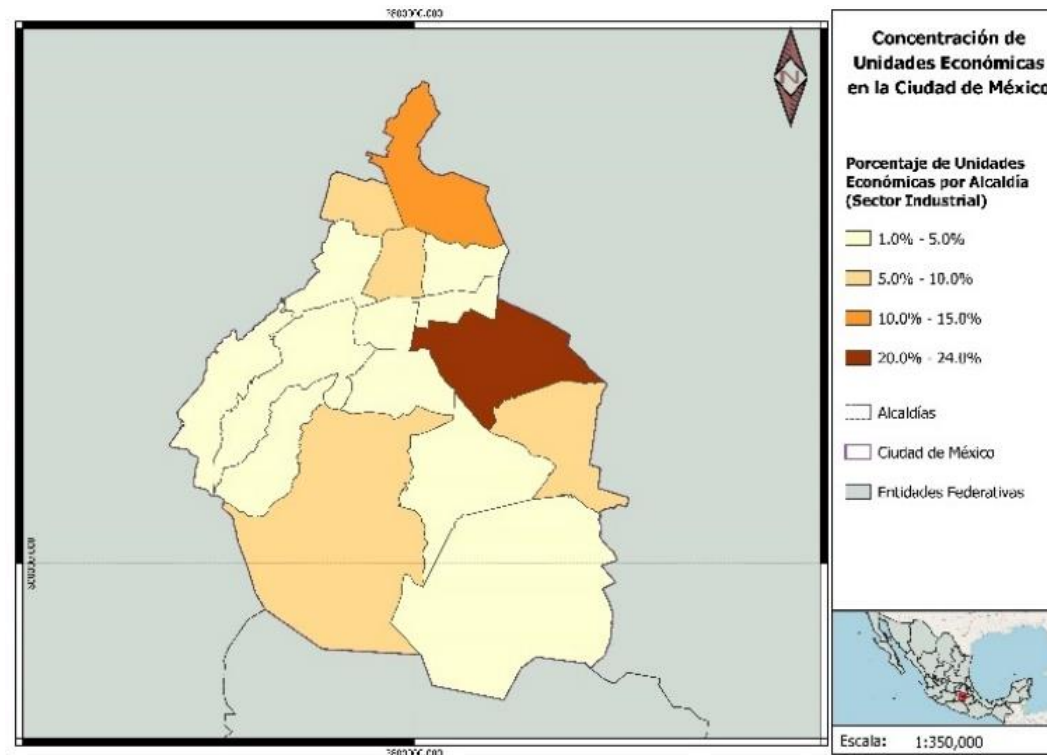 Concentración de
Unidades Económicas
en la Ciudad de México
Porcentaje de Unidades
Económicas por Alcaldía
(Sector Industrial)
1.0% - 5.0%
5.0% - 10.0%
10.0% - 15.0%
20.0% - 24.0%
Alcaldías
Ciudad de México
Entidades Federativas
Escala: 1:350,000
N